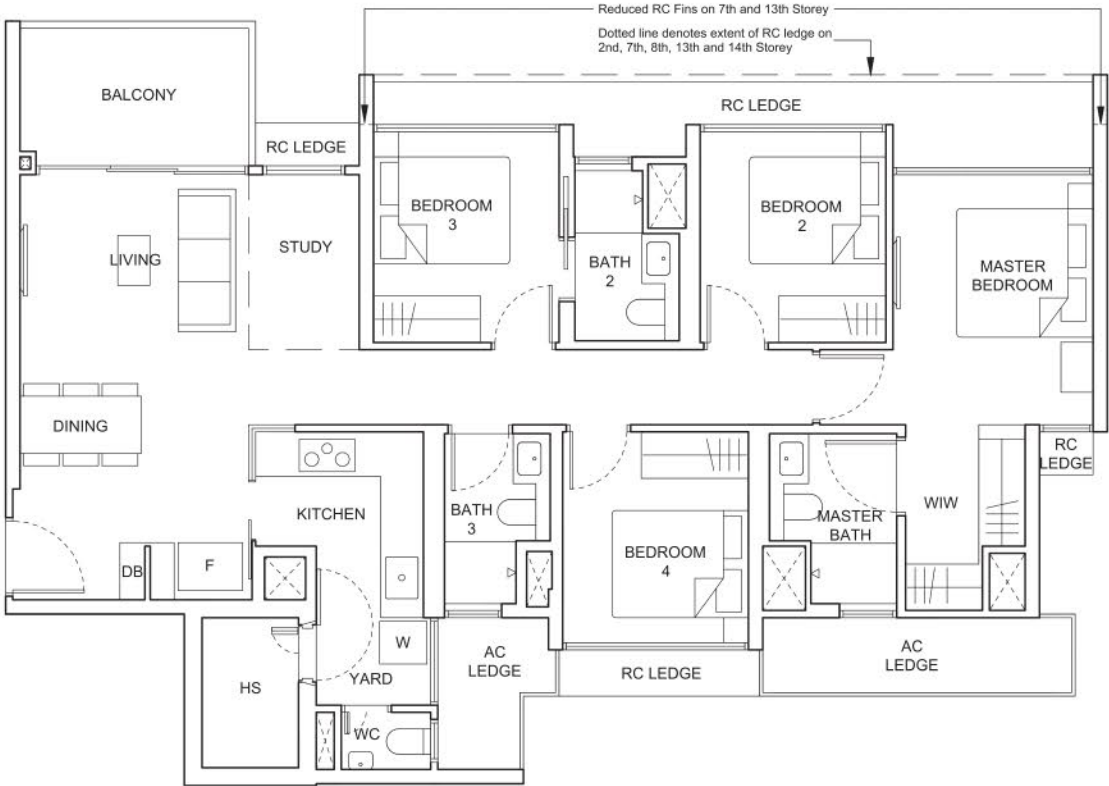 Reduced RC Fins on 7th and 13th Storey
Dotted line denotes extent of RC ledge on
2nd, 7th, 8th, 13th and 14th Storey
BALCONY
RC LEDGE
RC LEDGE
BEDROOM
3
BEDROOM
2
LIVING
STUDY
BATH
2
MASTER
BEDROOM
DINING
RC
LEDGE
KITCHEN
BATH
3
MASTER
BATH
WIW
DB
F
BEDROOM
4
W
AC
LEDGE
RC LEDGE
AC
LEDGE
HS
YARD
WC